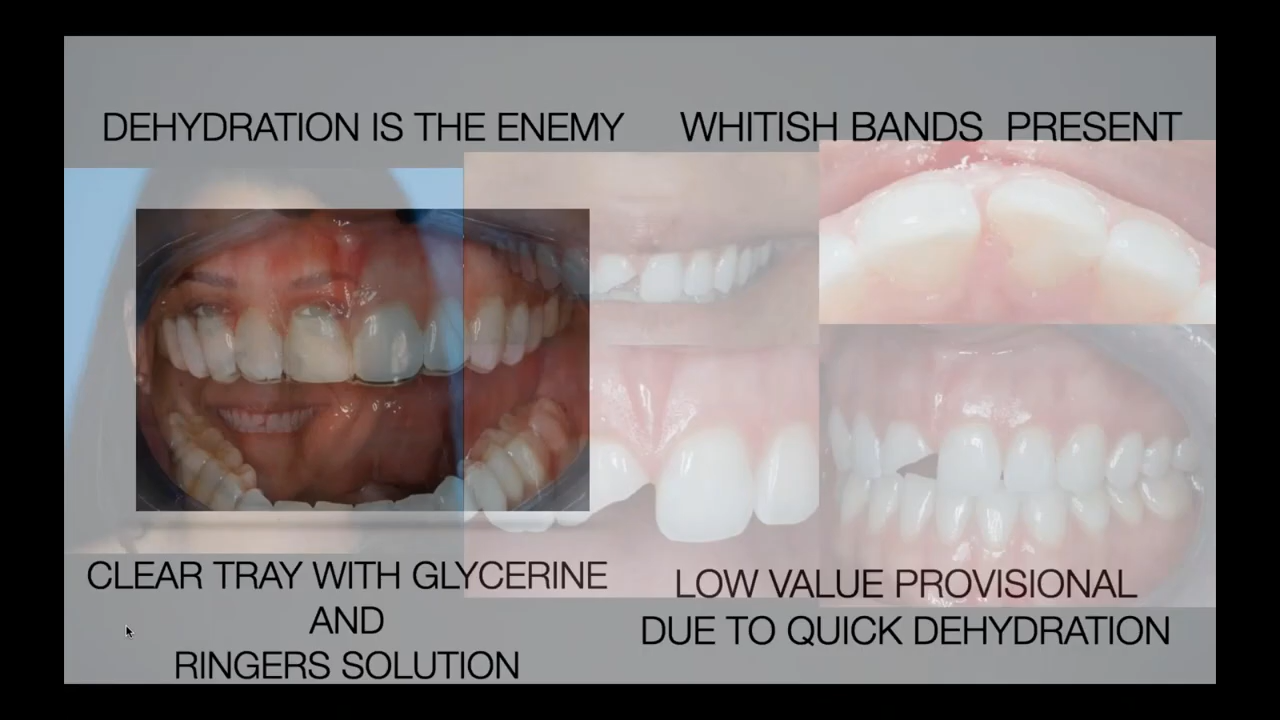 DEHYDRATION IS THE ENEMY
WHITISH BANDS PRESENT
CLEAR TRAY WITH GLYCERINE
AND
RINGERS SOLUTION
LOW VALUE PROVISIONAL
DUE TO QUICK DEHYDRATION